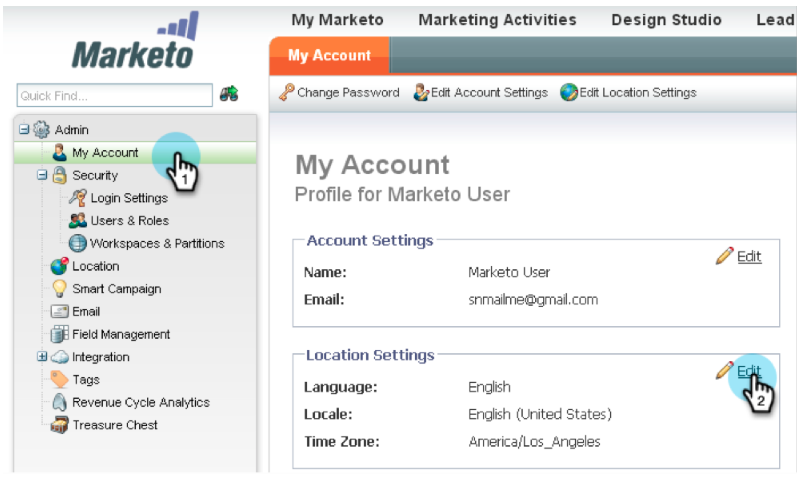 My Marketo Marketing Activities Design Studio Lead
Marketo
My Account
Quick Find...
Change Password Edit Account Settings Edit Location Settings
Admin
My Account
1
Security
Login Settings
Users & Roles
Workspaces & Partitions
Location
Smart Campaign
Email
Field Management
Integration
Tags
Revenue Cycle Analytics
Treasure Chest
My Account
Profile for Marketo User
Account Settings
Edit
Name: Marketo User
Email: snmailme@gmail.com
Location Settings
Edit
2
Language: English
Locale: English (United States)
Time Zone: America/Los_Angeles